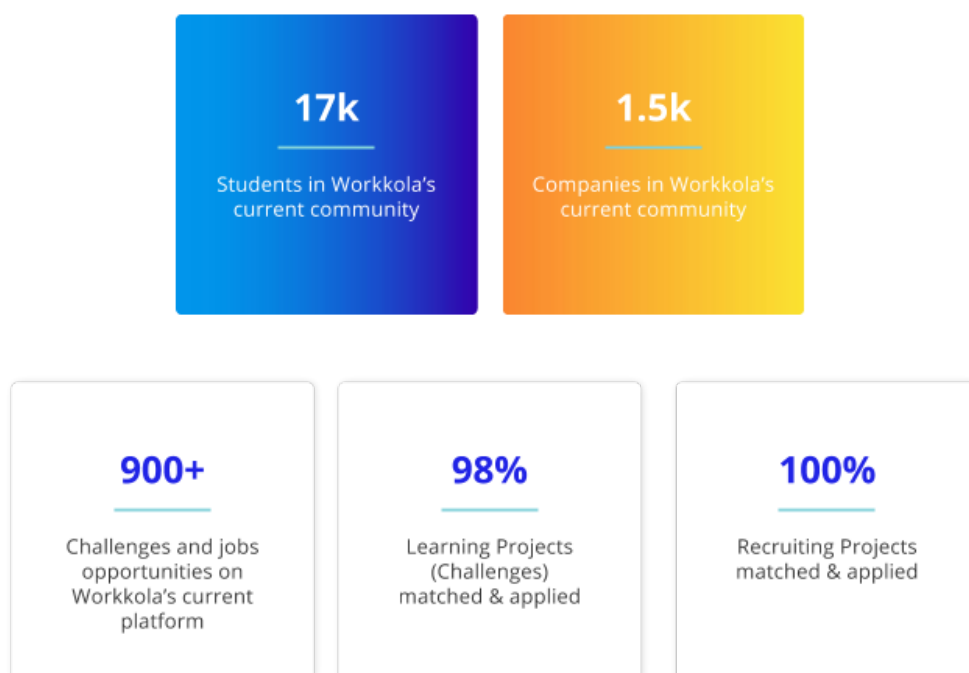 17k
Students in Workkola's
current community
1.5k
Companies in Workkola's
current community
900+
Challenges and jobs
opportunities on
Workkola's current
platform
98%
Learning Projects
(Challenges)
matched & applied
100%
Recruiting Projects
matched & applied